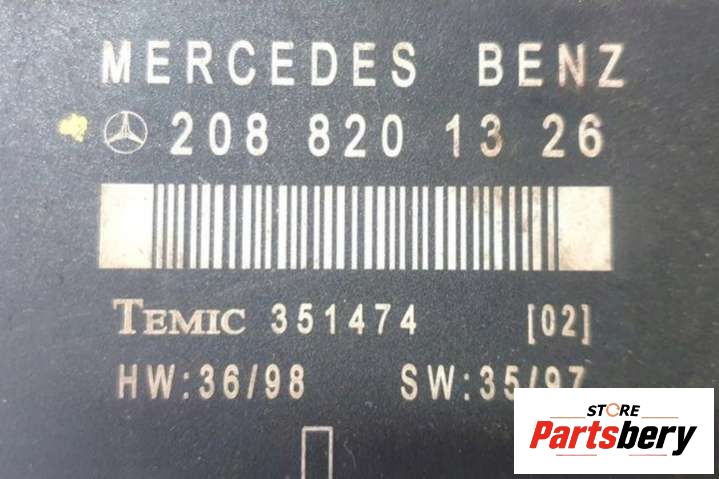 MERCEDES BENZ
208 820 13 26
TEMIC 351474 [02]
HW:36/98 SW:35/97
STORE
Partsbery